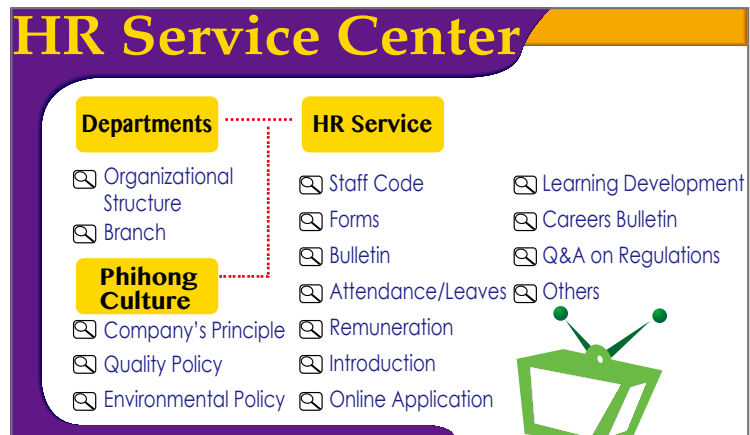 HR Service Center
Departments
Organizational
Structure
Branch
Phihong
Culture
Company's Principle
Quality Policy
Environmental Policy
HR Service
Staff Code
Forms
Bulletin
Attendance/Leaves
Remuneration
Introduction
Online Application
Learning Development
Careers Bulletin
Q&A on Regulations
Others